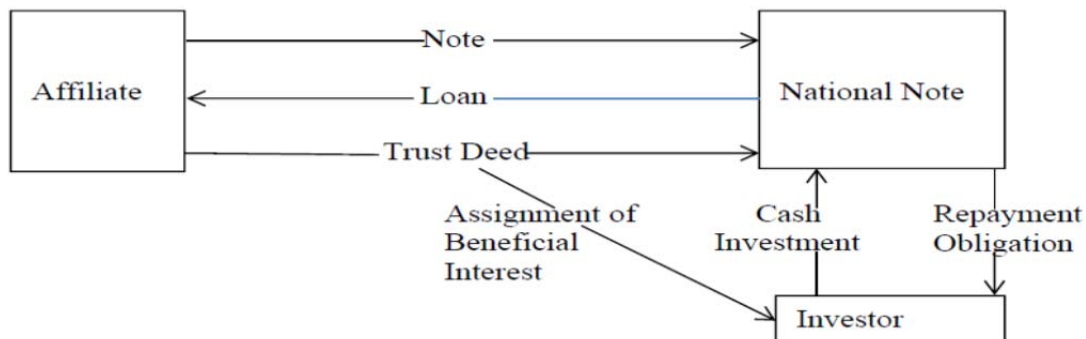 Note
Affiliate
Loan
National Note
Trust Deed
Assignment of
Beneficial
Interest
Cash
Investment
Repayment
Obligation
Investor